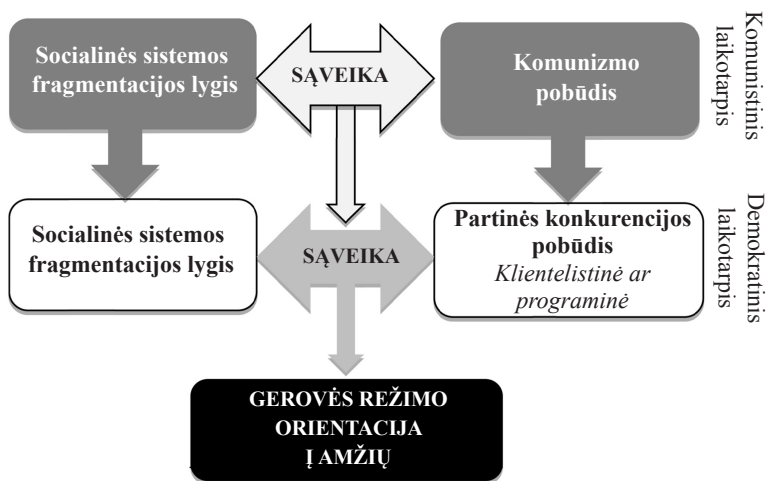 Socialinės sistemos
fragmentacijos lygis
SĄVEIKA
Komunizmo
pobūdis
Komunistinis
laikotarpis
Socialinės sistemos
fragmentacijos lygis
SĄVEIKA
Partinės konkurencijos
pobūdis
Klientelistinė ar
programinė
Demokratinis
laikotarpis
GEROVĖS REŽIMO
ORIENTACIJA
Į AMŽIŲ